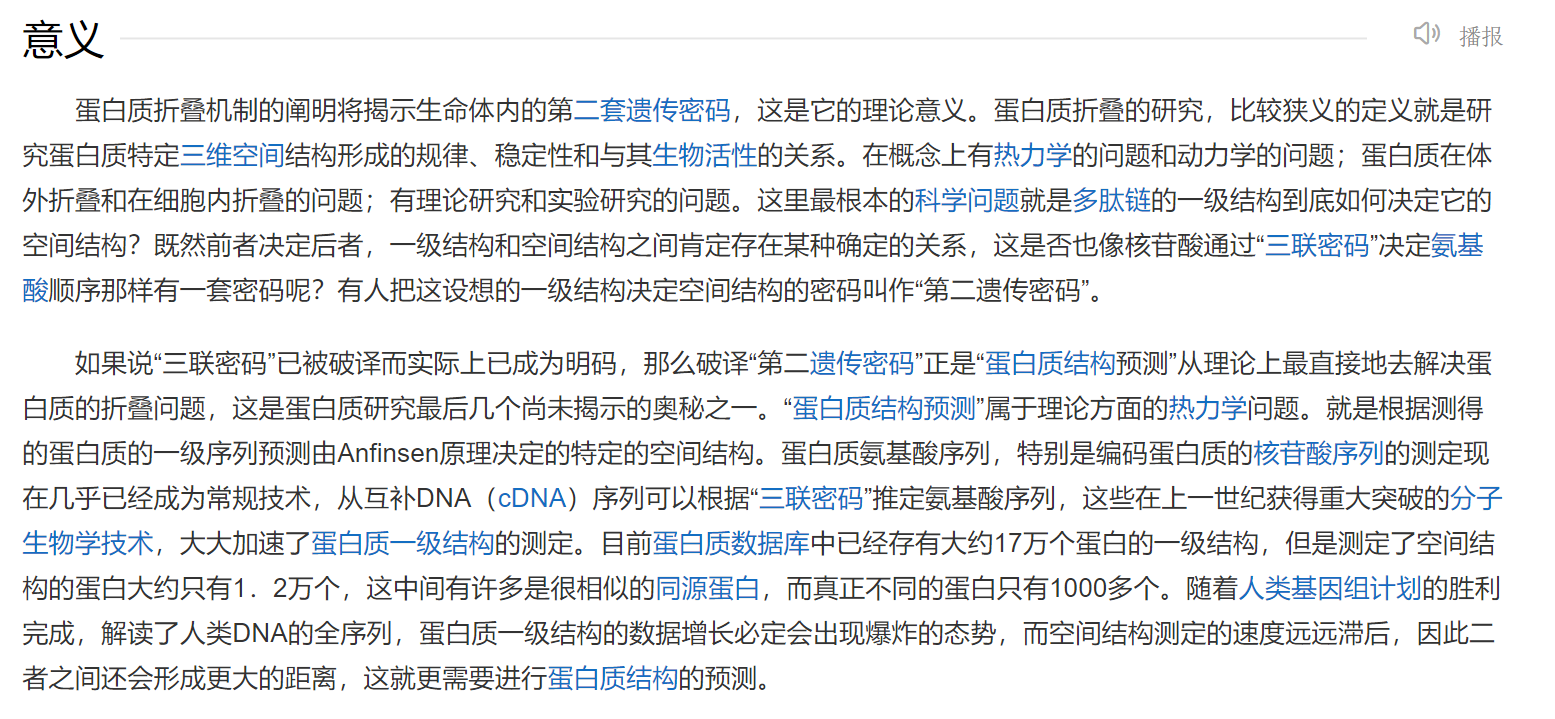 意义
播报
蛋白质折叠机制的阐明将揭示生命体内的第二套遗传密码，这是它的理论意义。蛋白质折叠的研究，比较狭义的定义就是研
究蛋白质特定三维空间结构形成的规律、稳定性和与其生物活性的关系。在概念上有热力学的问题和动力学的问题；蛋白质在体
外折叠和在细胞内折叠的问题；有理论研究和实验研究的问题。这里最根本的科学问题就是多肽链的一级结构到底如何决定它的
空间结构？既然前者决定后者，一级结构和空间结构之间肯定存在某种确定的关系，这是否也像核苷酸通过“三联密码”决定氨基
酸顺序那样有一套密码呢？有人把这设想的一级结构决定空间结构的密码叫作“第二遗传密码”。
如果说“三联密码”已被破译而实际上已成为明码，那么破译“第二遗传密码”正是“蛋白质结构预测”从理论上最直接地去解决蛋
白质的折叠问题，这是蛋白质研究最后几个尚未揭示的奥秘之一。“蛋白质结构预测”属于理论方面的热力学问题。就是根据测得
的蛋白质的一级序列预测由Anfinsen原理决定的特定的空间结构。蛋白质氨基酸序列，特别是编码蛋白质的核苷酸序列的测定现
在几乎已经成为常规技术，从互补DNA（cDNA）序列可以根据“三联密码”推定氨基酸序列，这些在上一世纪获得重大突破的分子
生物学技术，大大加速了蛋白质一级结构的测定。目前蛋白质数据库中已经存有大约17万个蛋白的一级结构，但是测定了空间结
构的蛋白大约只有1．2万个，这中间有许多是很相似的同源蛋白，而真正不同的蛋白只有1000多个。随着人类基因组计划的胜利
完成，解读了人类DNA的全序列，蛋白质一级结构的数据增长必定会出现爆炸的态势，而空间结构测定的速度远远滞后，因此二
者之间还会形成更大的距离，这就更需要进行蛋白质结构的预测。